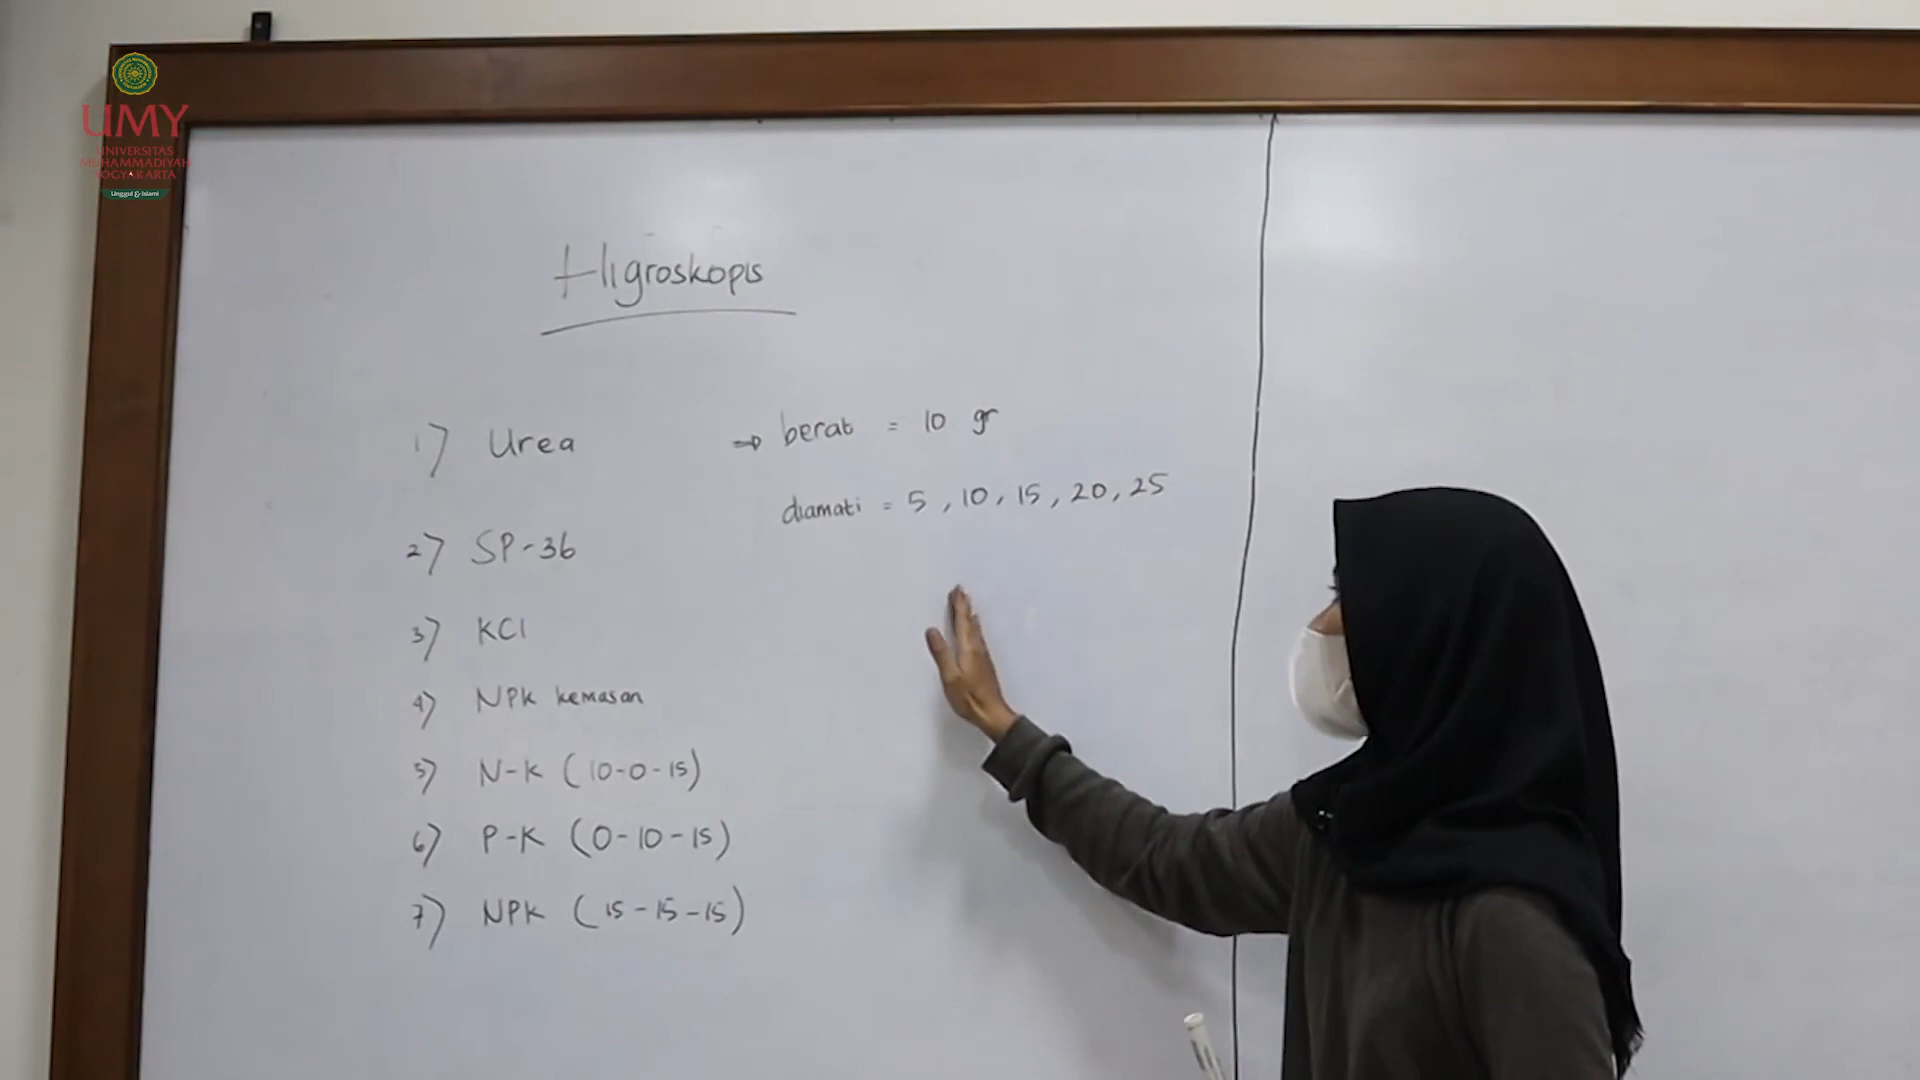 UMY
UNIVERSITAS
MUHAMMADIYAH
YOGYAKARTA
Unggul & Islami
Higroskopis
1) Urea
⇒ berat = 10 gr
diamati = 5, 10, 15, 20, 25
2) SP-36
3) KCl
4) NPK kemasan
5) N-K (10-0-15)
6) P-K (0-10-15)
7) NPK (15-15-15)